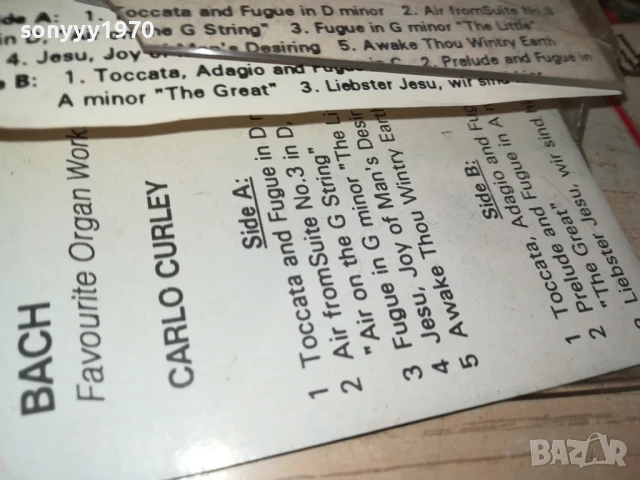 sonyyy1970
de A: 1. Toccata and Fugue in D minor 2. Air fromSuite No.3
in D, the G String" 3. Fugue in G minor "The Little"
4. Jesu, Joy of Man's Desiring 5. Awake Thou Wintry Earth
e B: 1. Toccata, Adagio and Fugue in C 2. Prelude and Fugue in
A minor "The Great" 3. Liebster Jesu, wir sind hier
BACH
Favourite Organ Work
CARLO CURLEY
Side A:
1 Toccata and Fugue in D
2 Air fromSuite No.3 in D,
"Air on the G String"
3 Fugue in G minor "The Li
4 Jesu, Joy of Man's Desir
5 Awake Thou Wintry Earth
Side B:
1 Toccata, Adagio and Fug
2 Prelude and Fugue in A
"The Great"
Liebster Jesu, wir sind
BAZAR
bg